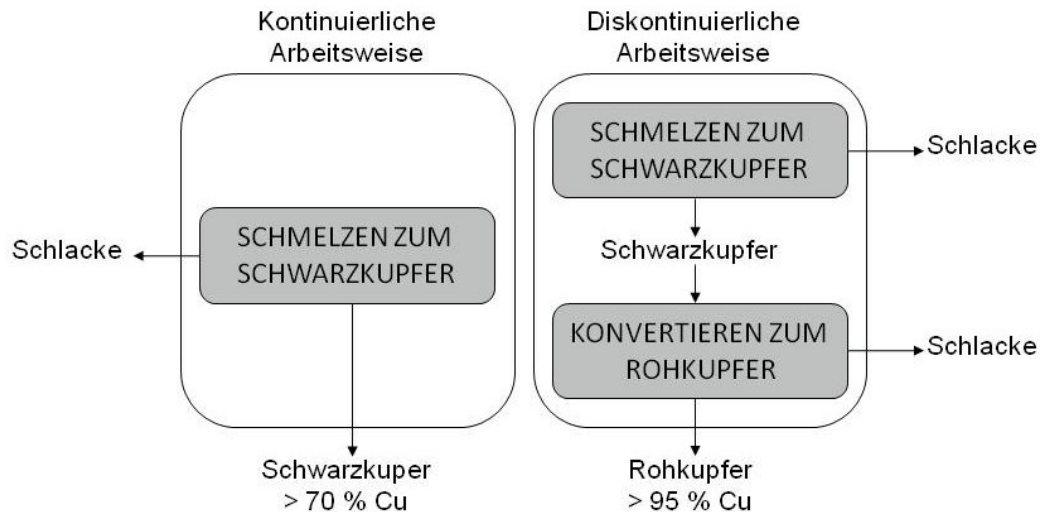 Kontinuierliche
Arbeitsweise
Diskontinuierliche
Arbeitsweise
SCHMELZEN ZUM
SCHWARZKUPFER
Schlacke
Schwarzkuper
> 70 % Cu
SCHMELZEN ZUM
SCHWARZKUPFER
Schlacke
Schwarzkupfer
KONVERTIEREN ZUM
ROHKUPFER
Schlacke
Rohkupfer
> 95 % Cu